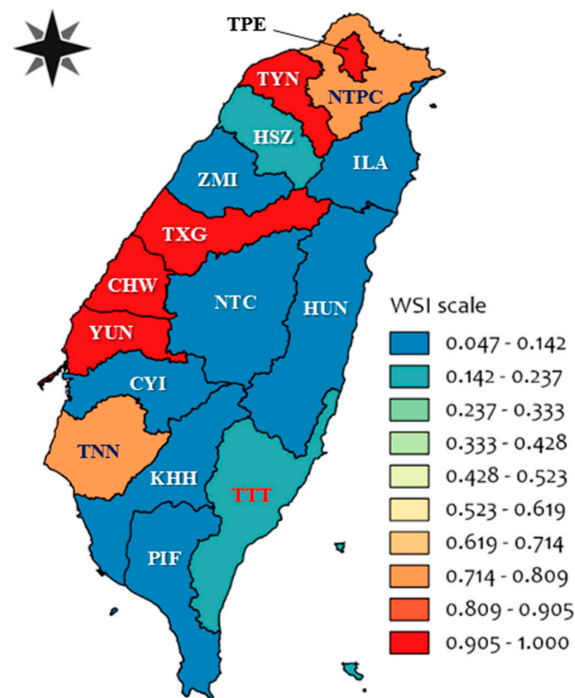 TPE
TYN
NTPC
HSZ
ILA
ZMI
TXG
CHW
NTC
HUN
YUN
CYI
TNN
KHH
TTT
PIF
WSI scale
0.047 - 0.142
0.142 - 0.237
0.237 - 0.333
0.333 - 0.428
0.428 - 0.523
0.523 - 0.619
0.619 - 0.714
0.714 - 0.809
0.809 - 0.905
0.905 - 1.000